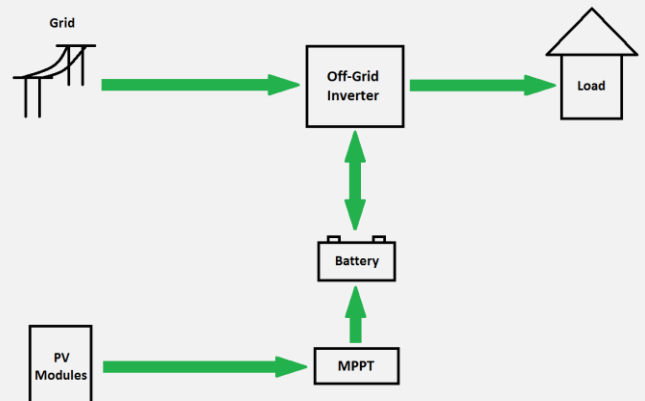 Grid
Off-Grid
Inverter
Load
Battery
PV
Modules
MPPT